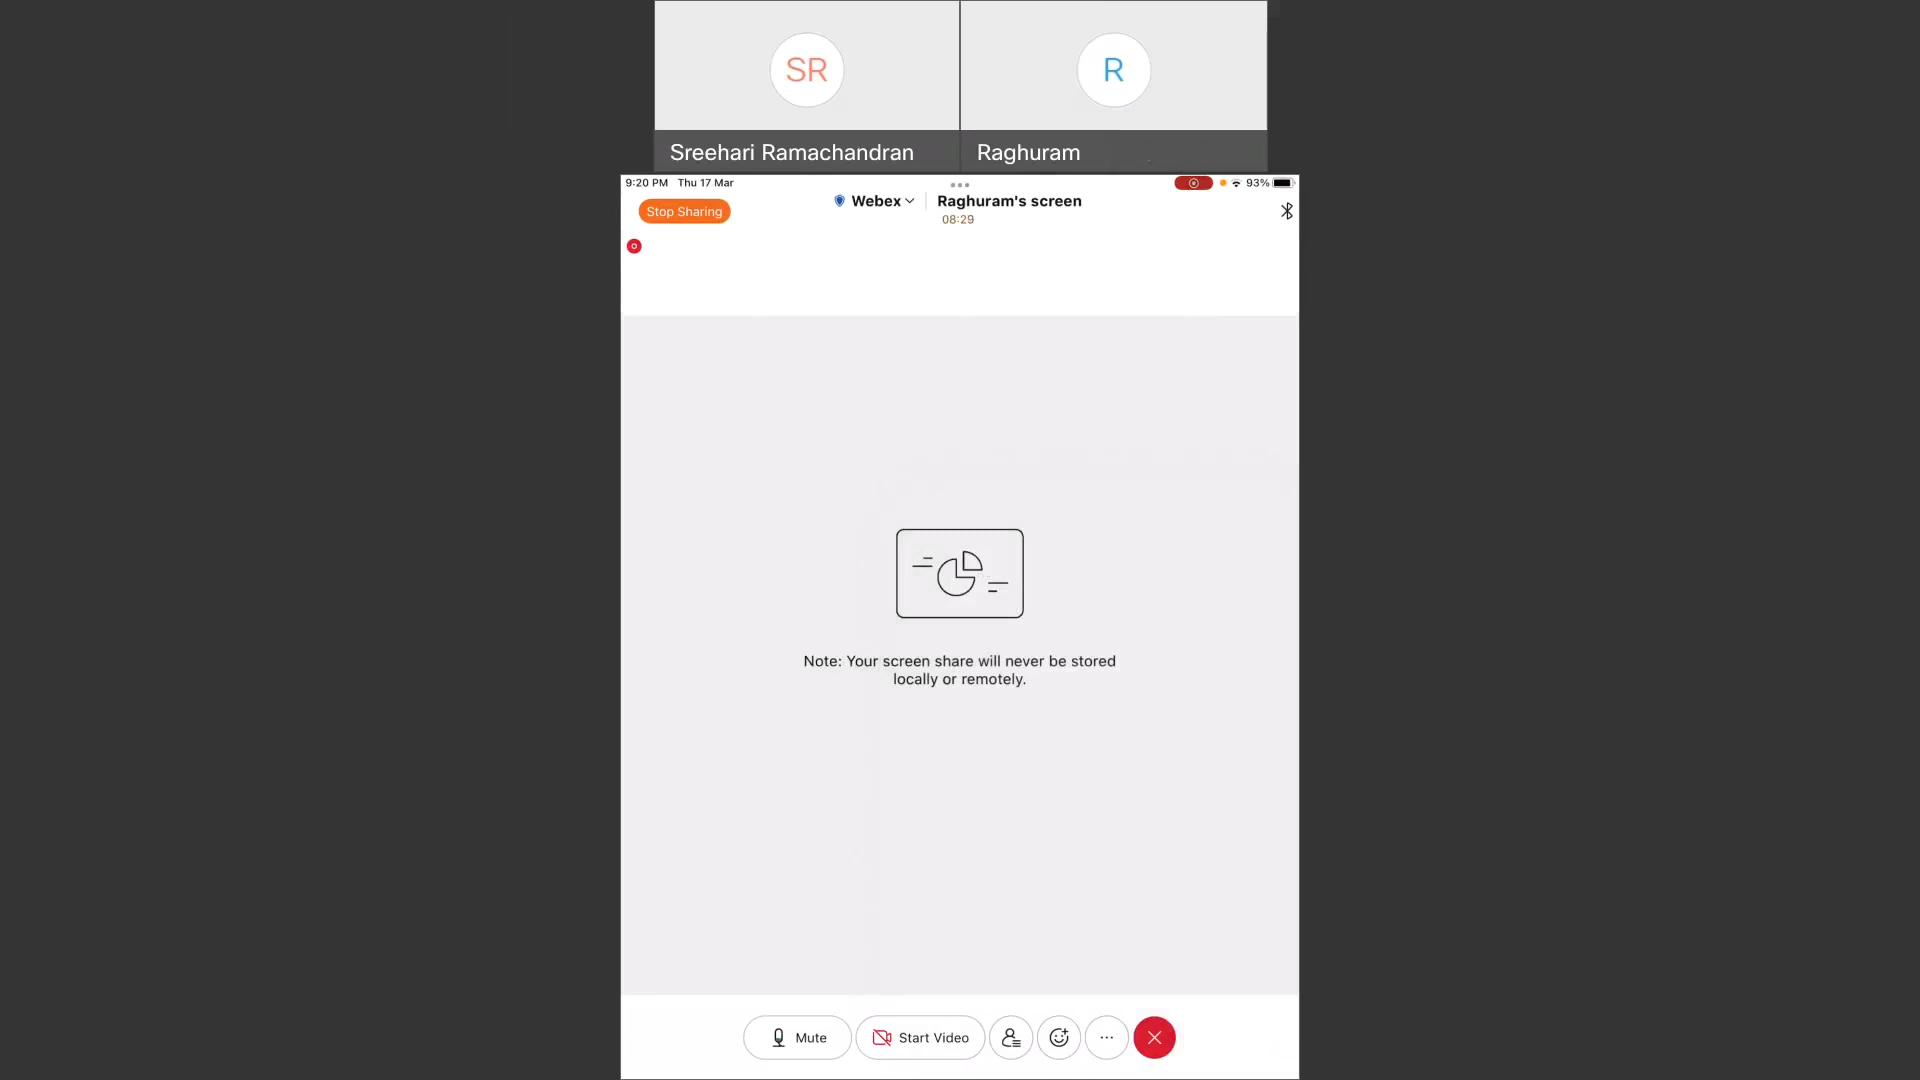 SR
R
Sreehari Ramachandran
Raghuram
9:20 PM Thu 17 Mar
93%
Stop Sharing
Webex
Raghuram's screen
08:29
Note: Your screen share will never be stored
locally or remotely.
Mute
Start Video